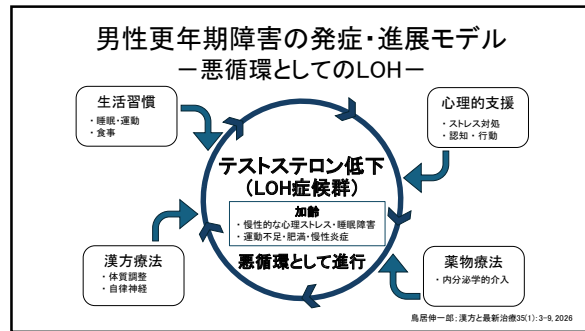 男性更年期障害の発症・進展モデル
－悪循環としてのLOH－
生活習慣
・睡眠・運動
・食事
心理的支援
・ストレス対処
・認知・行動
テストステロン低下
（LOH症候群）
加齢
・慢性的な心理ストレス・睡眠障害
・運動不足・肥満・慢性炎症
悪循環として進行
漢方療法
・体質調整
・自律神経
薬物療法
・内分泌学的介入
鳥居伸一郎；漢方と最新治療35(1)：3-9, 2026